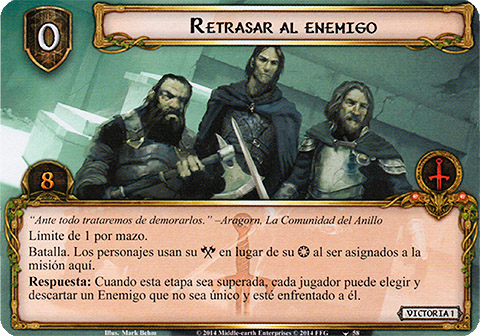 0
RETRASAR AL ENEMIGO
8
"Ante todo trataremos de demorarlos." –Aragorn, La Comunidad del Anillo
Límite de 1 por mazo.
Batalla. Los personajes usan su en lugar de su al ser asignados a la
misión aquí.
Respuesta: Cuando esta etapa sea superada, cada jugador puede elegir y
descartar un Enemigo que no sea único y esté enfrentado a él.
VICTORIA 1
Illus. Mark Behm
© 2014 Middle-earth Enterprises © 2014 FFG
58